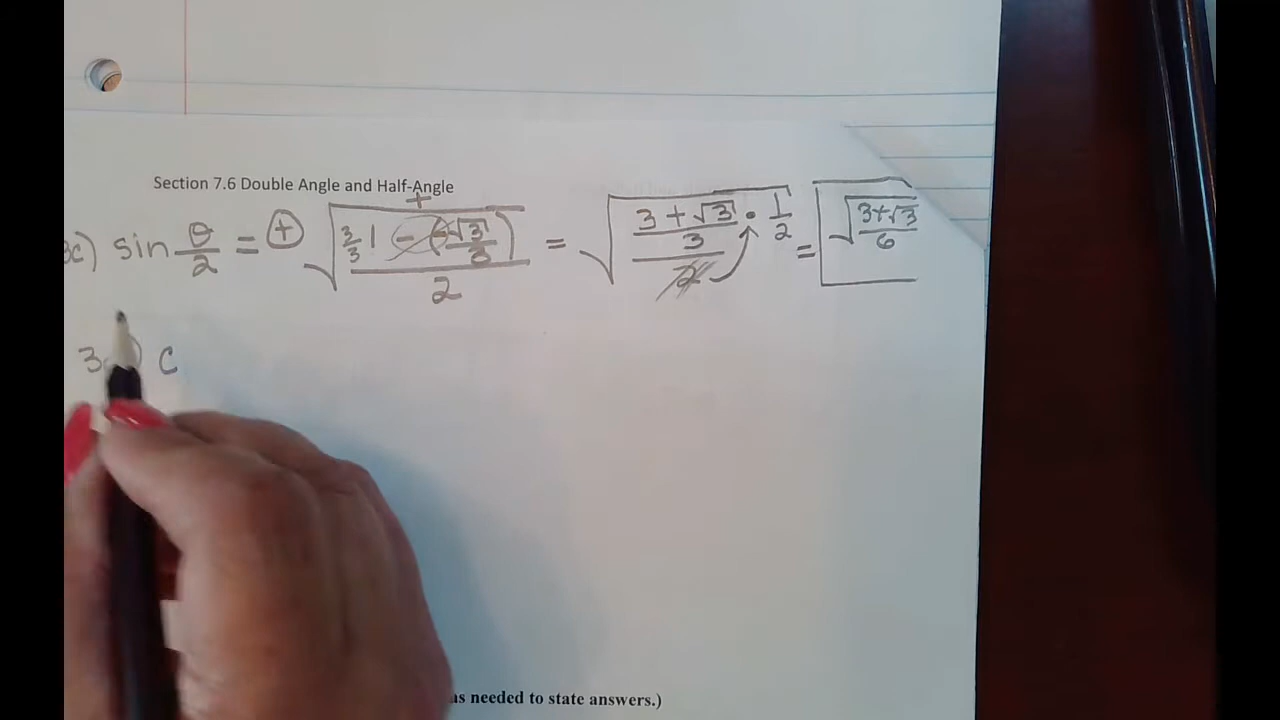 Section 7.6 Double Angle and Half-Angle
3c) sin θ/2 = ⊕ √((3/3 1 - (-√3/3))/2) + = √(((3 + √3)/3)/2 • 1/2) = √((3+√3)/6)
3 ) C
as needed to state answers.)